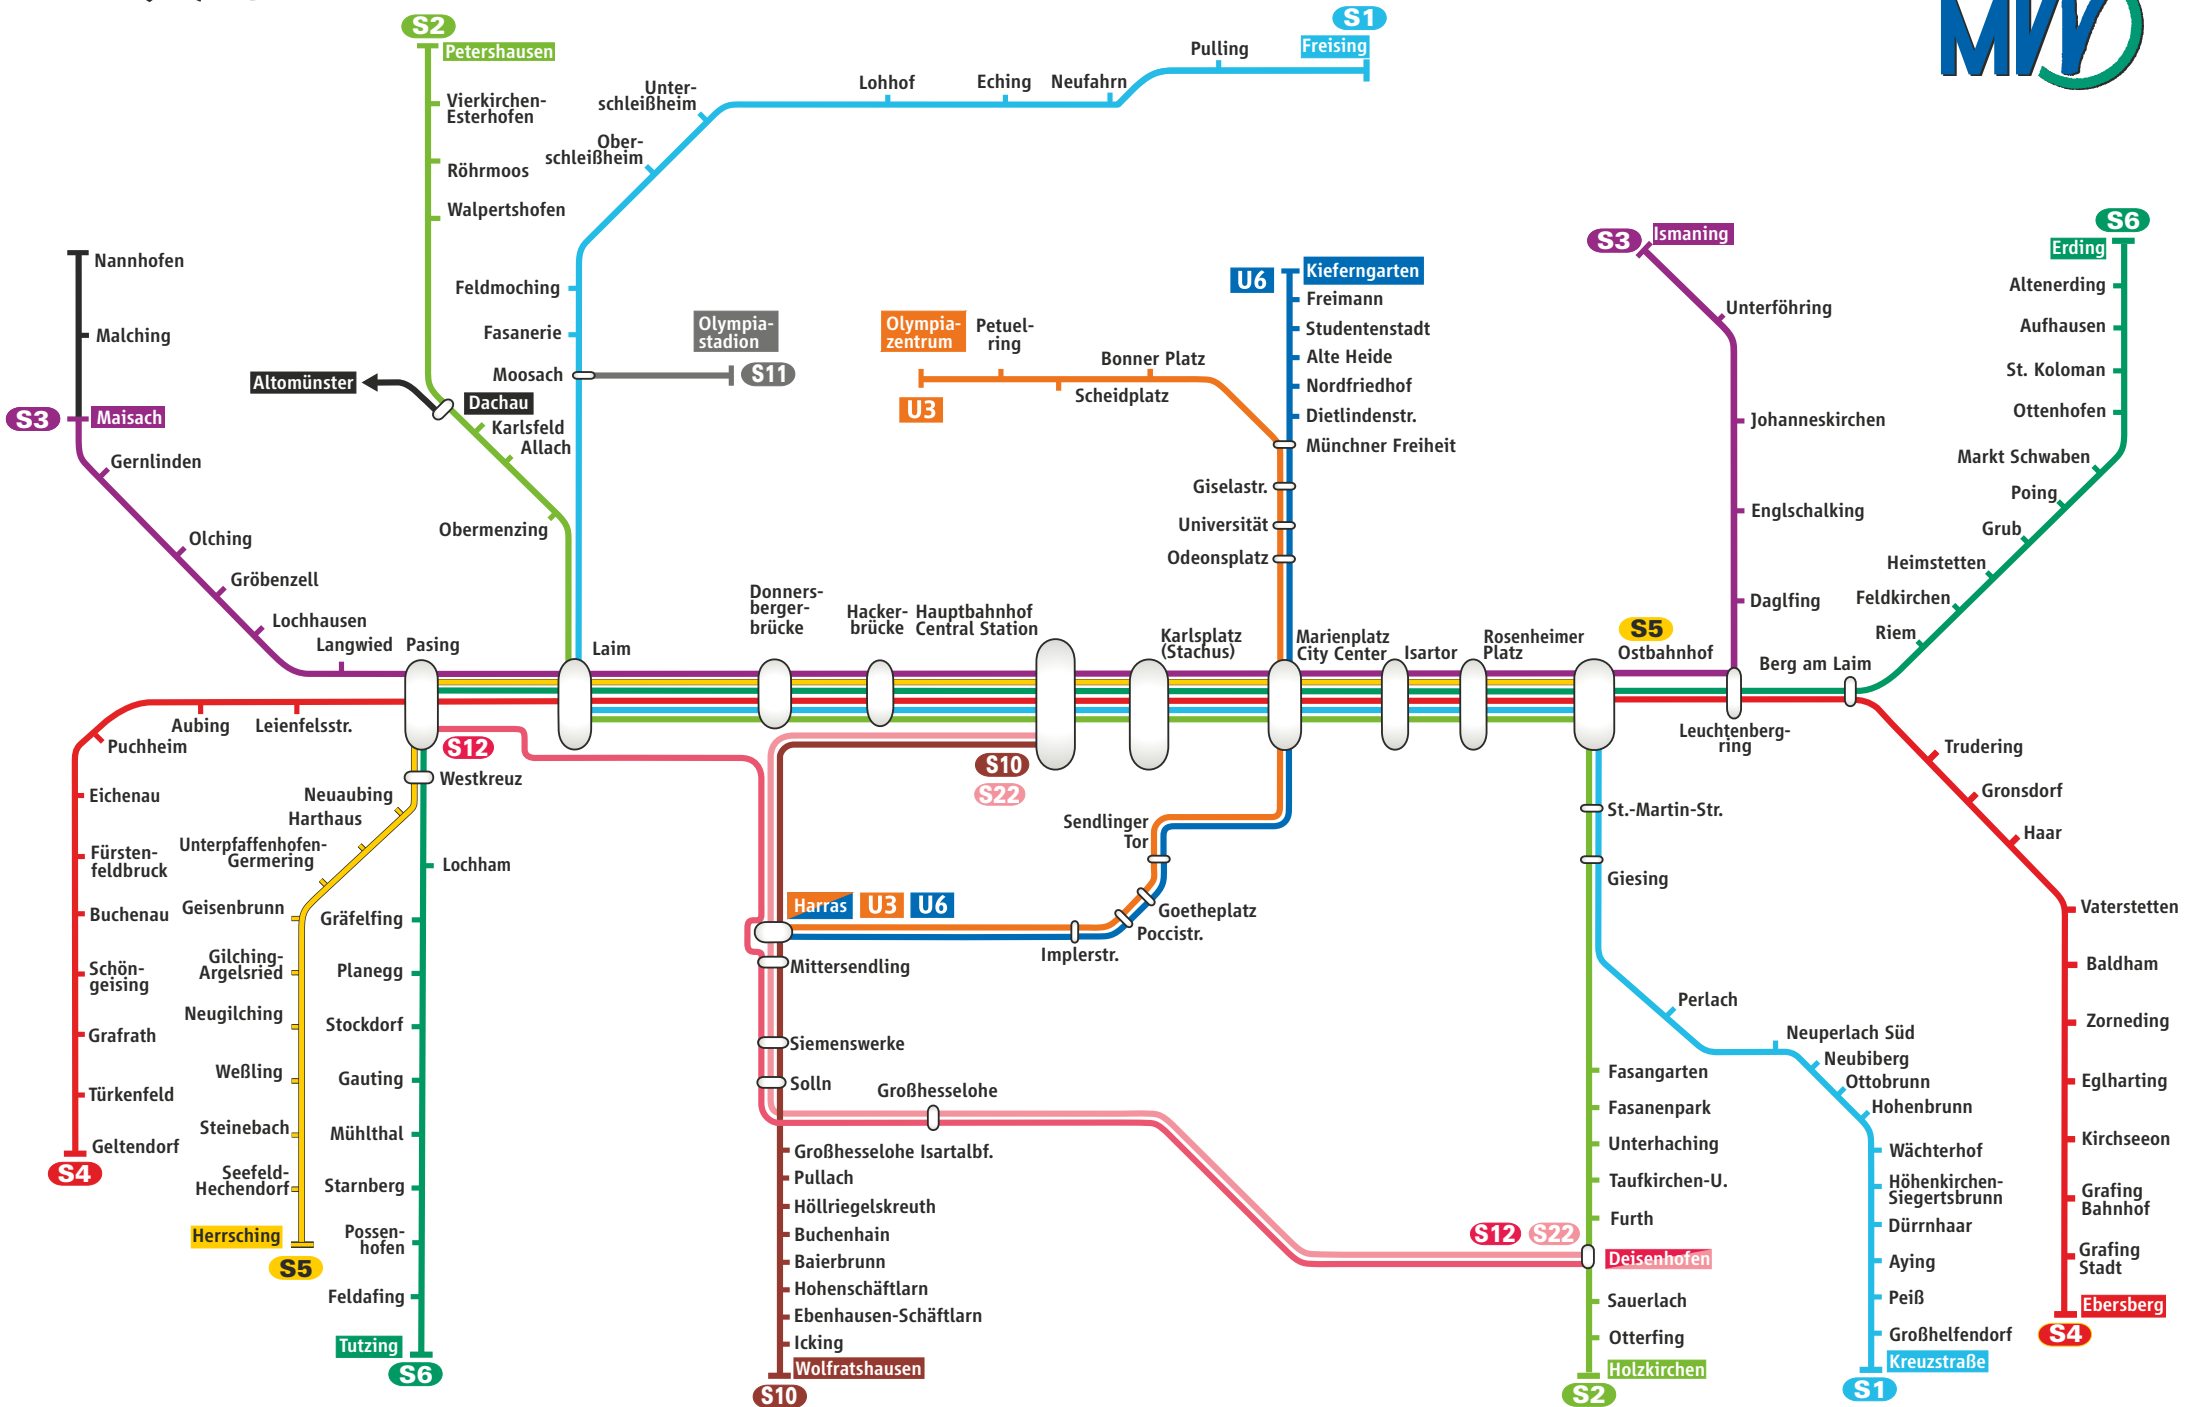 S2
Petershausen
Vierkirchen-
Esterhofen
Röhrmoos
Walpertshofen
S1
Freising
Pulling
Neufahrn
Eching
Lohhof
Unter-
schleißheim
Ober-
schleißheim
Feldmoching
Fasanerie
Moosach
Olympia-
stadion
S11
MVV
Nannhofen
Malching
S3
Maisach
Gernlinden
Olching
Gröbenzell
Lochhausen
Langwied
Altomünster
Dachau
Karlsfeld
Allach
Obermenzing
Olympia-
zentrum
Petuel-
ring
U3
Scheidplatz
Bonner Platz
U6
Kieferngarten
Freimann
Studentenstadt
Alte Heide
Nordfriedhof
Dietlindenstr.
Münchner Freiheit
Giselastr.
Universität
Odeonsplatz
S3
Ismaning
Unterföhring
Johanneskirchen
Englschalking
Daglfing
S6
Erding
Altenerding
Aufhausen
St. Koloman
Ottenhofen
Markt Schwaben
Poing
Grub
Heimstetten
Feldkirchen
Riem
Berg am Laim
Pasing
Laim
Donners-
berger-
brücke
Hacker-
brücke
Hauptbahnhof
Central Station
Karlsplatz
(Stachus)
Marienplatz
City Center
Isartor
Rosenheimer
Platz
S5
Ostbahnhof
Leuchtenberg-
ring
Leienfelsstr.
Aubing
Puchheim
Eichenau
Fürsten-
feldbruck
Buchenau
Schön-
geising
Grafrath
Türkenfeld
Geltendorf
S4
S12
Westkreuz
Neuaubing
Harthaus
Unterpfaffenhofen-
Germering
Geisenbrunn
Gilching-
Argelsried
Neugilching
Weßling
Steinebach
Seefeld-
Hechendorf
Herrsching
S5
Lochham
Gräfelfing
Planegg
Stockdorf
Gauting
Mühlthal
Starnberg
Possen-
hofen
Feldafing
Tutzing
S6
S10
S22
Harras
U3
U6
Sendlinger
Tor
Goetheplatz
Poccistr.
Implerstr.
Mittersendling
Siemenswerke
Solln
Großhesselohe
Großhesselohe Isartalbf.
Pullach
Höllriegelskreuth
Buchenhain
Baierbrunn
Hohenschäftlarn
Ebenhausen-Schäftlarn
Icking
Wolfratshausen
S10
St.-Martin-Str.
Giesing
Fasangarten
Fasanenpark
Unterhaching
Taufkirchen-U.
Furth
S12
S22
Deisenhofen
Sauerlach
Otterfing
Holzkirchen
S2
Perlach
Neuperlach Süd
Neubiberg
Ottobrunn
Hohenbrunn
Wächterhof
Höhenkirchen-
Siegertsbrunn
Dürrnhaar
Aying
Peiß
Großhelfendorf
Kreuzstraße
S1
Trudering
Gronsdorf
Haar
Vaterstetten
Baldham
Zorneding
Eglharting
Kirchseeon
Grafing
Bahnhof
Grafing
Stadt
Ebersberg
S4